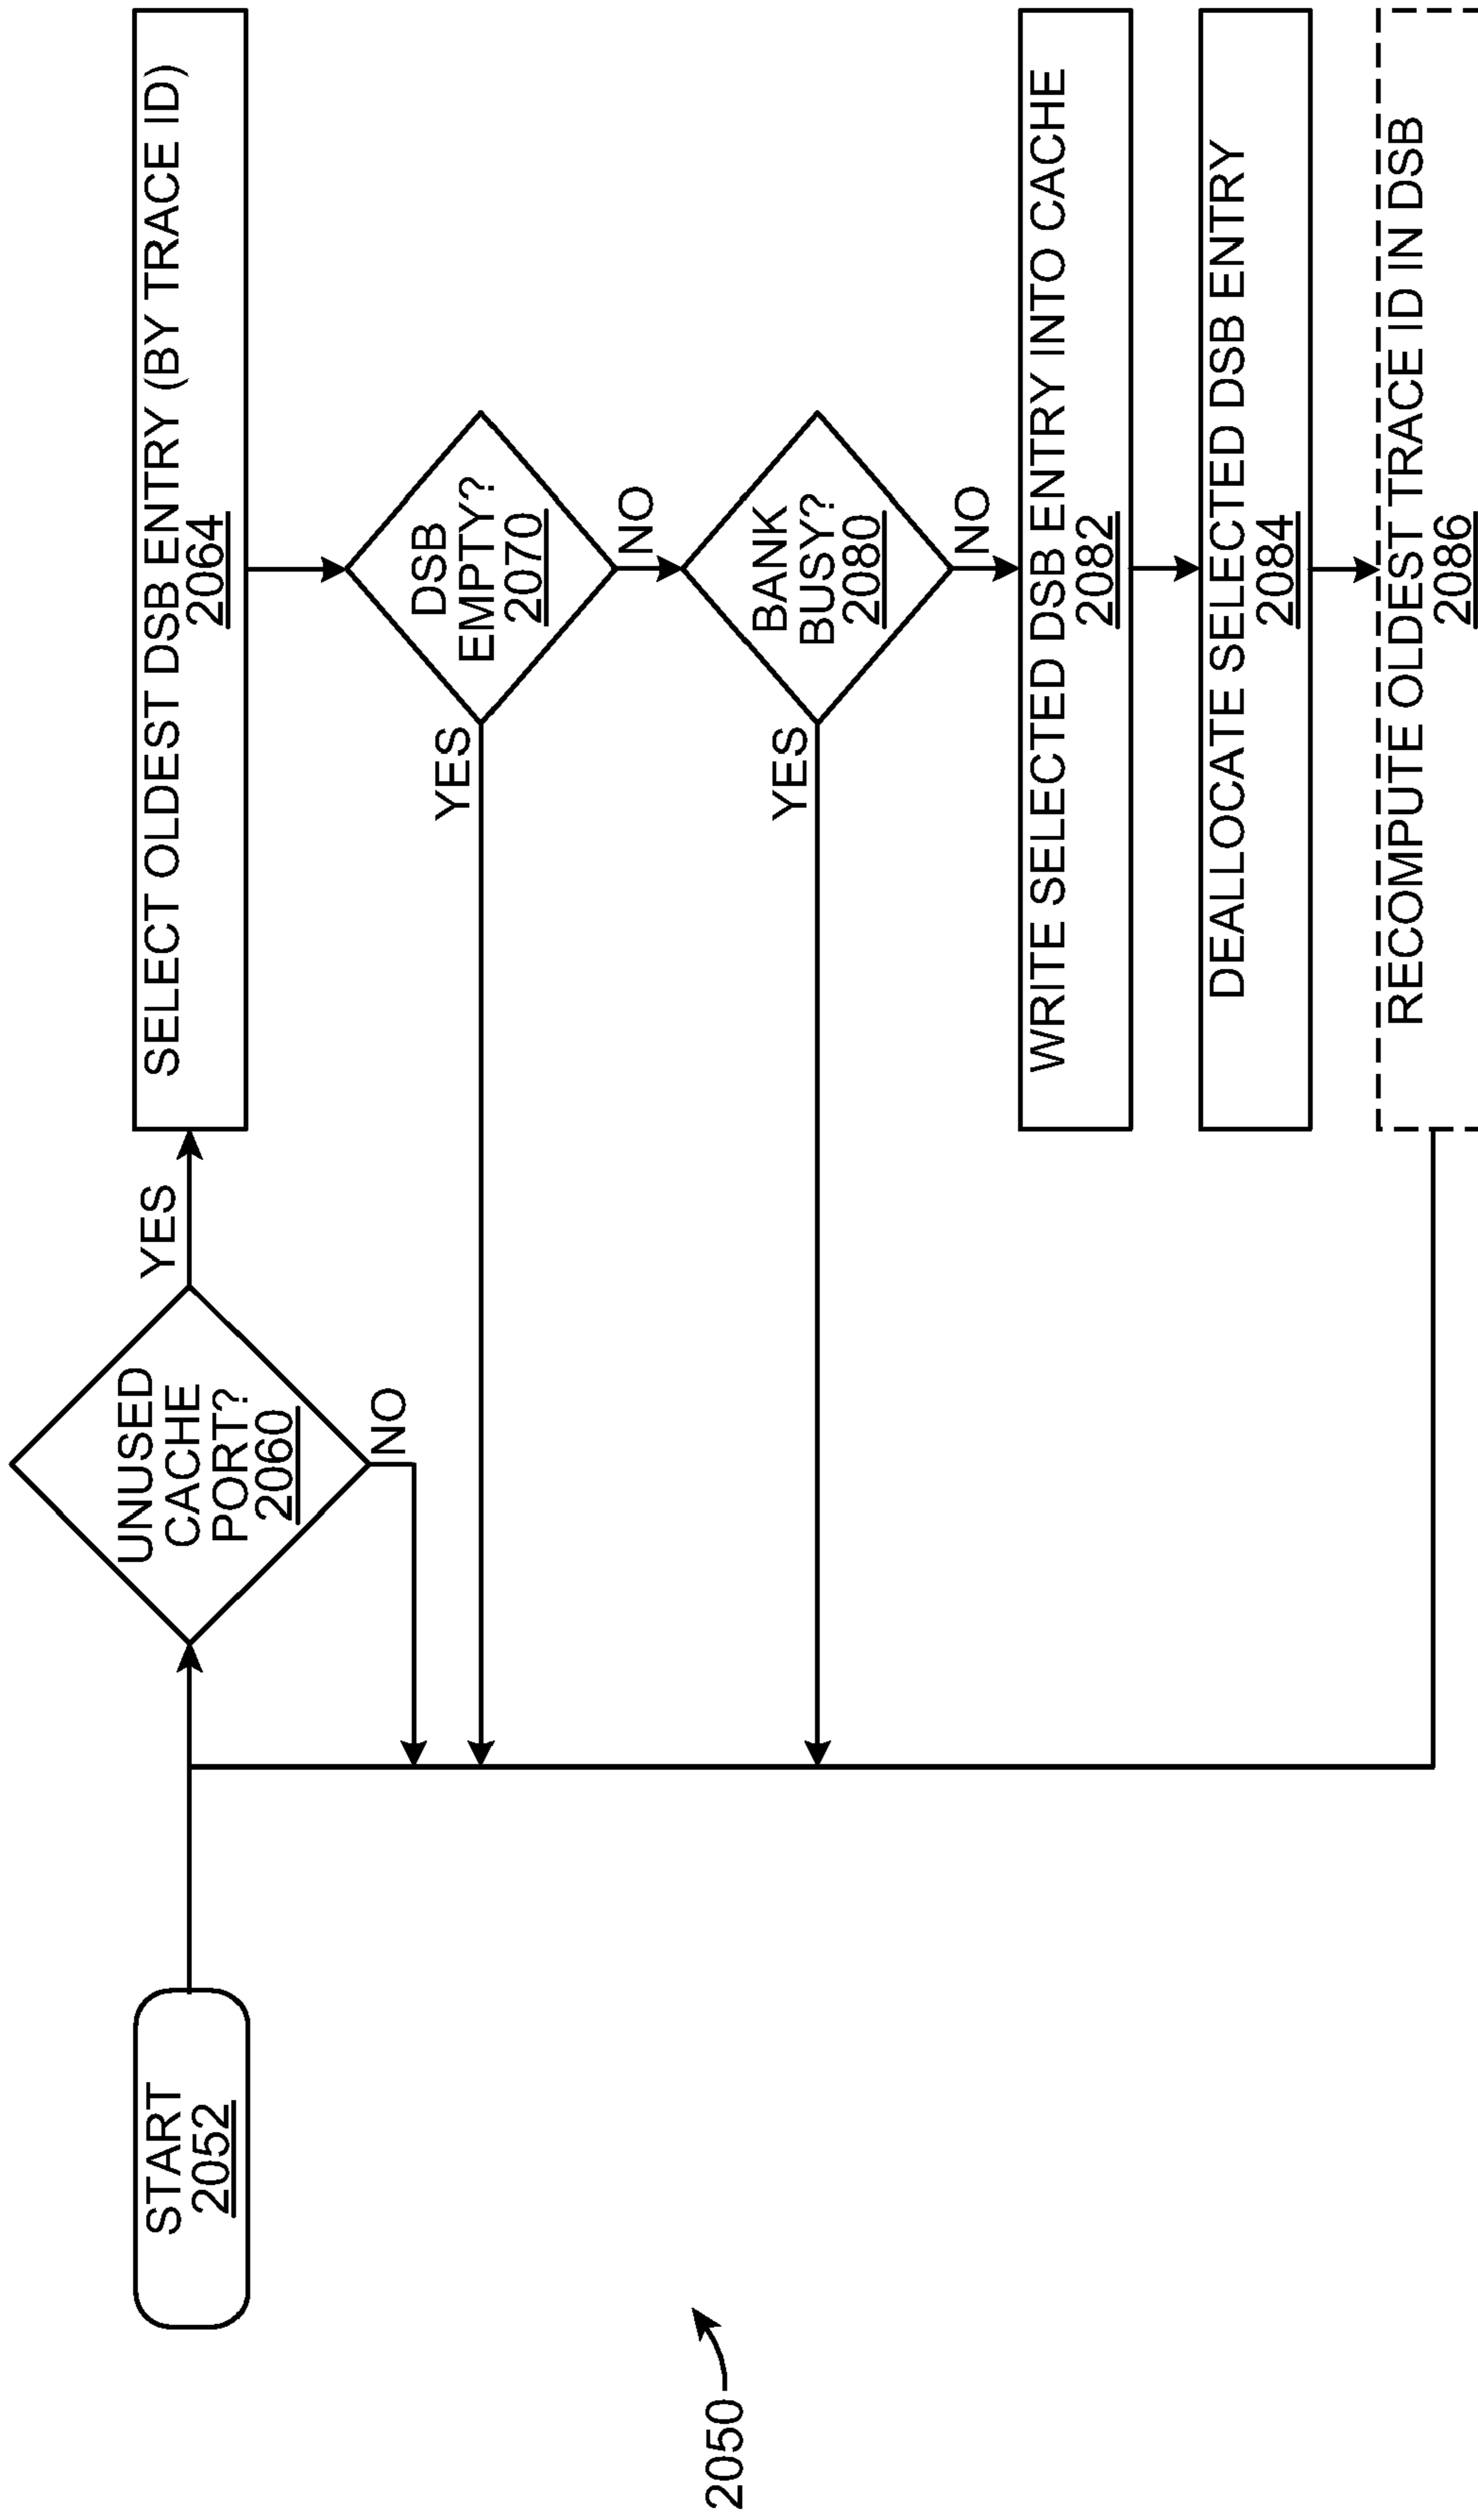 START
2052
UNUSED
CACHE
PORT?
2060
YES
NO
SELECT OLDEST DSB ENTRY (BY TRACE ID)
2064
DSB
EMPTY?
2070
YES
NO
BANK
BUSY?
2080
YES
NO
WRITE SELECTED DSB ENTRY INTO CACHE
2082
DEALLOCATE SELECTED DSB ENTRY
2084
RECOMPUTE OLDEST TRACE ID IN DSB
2086
2050